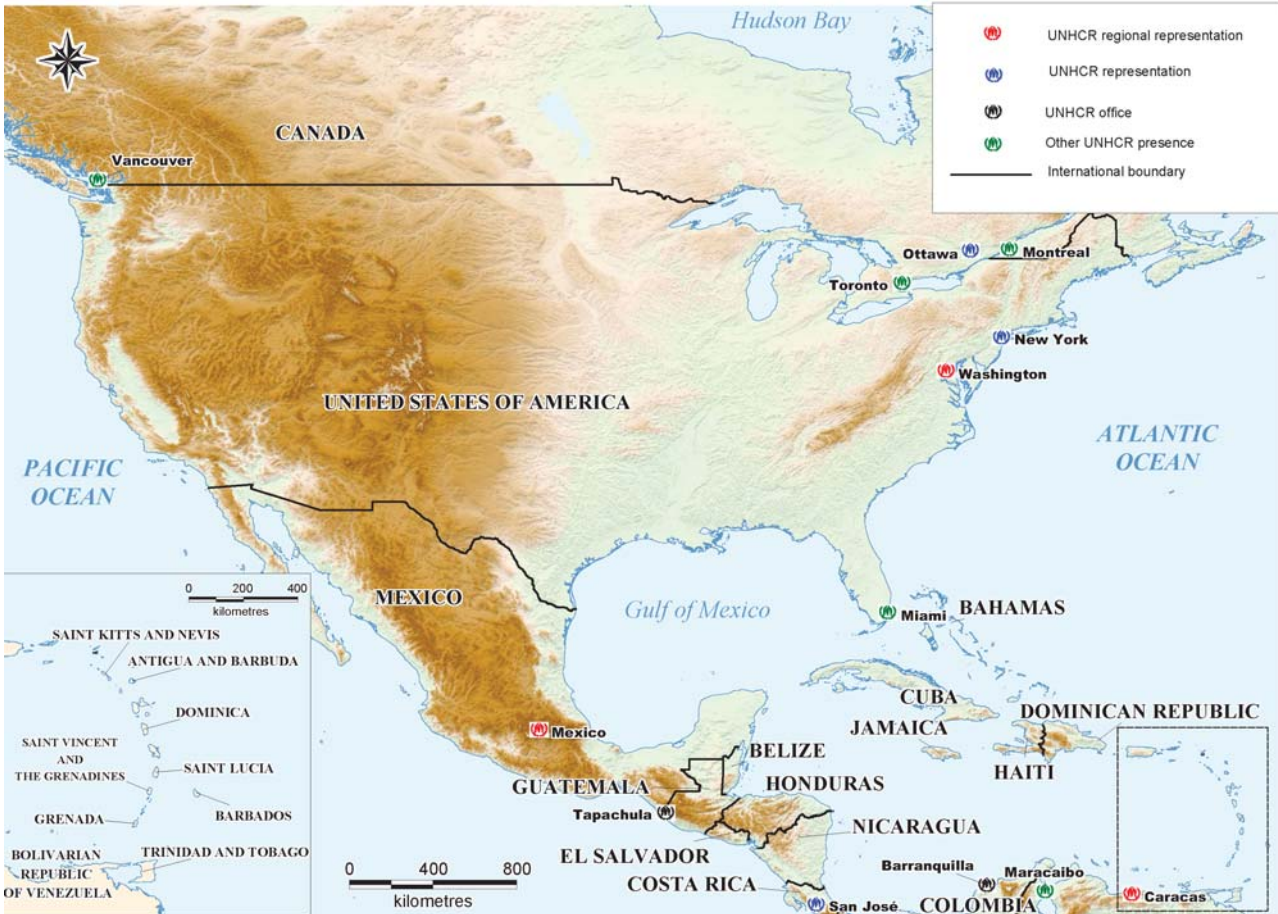 Hudson Bay
UNHCR regional representation
UNHCR representation
UNHCR office
Other UNHCR presence
International boundary
CANADA
Vancouver
Ottawa
Montreal
Toronto
New York
Washington
UNITED STATES OF AMERICA
PACIFIC
OCEAN
ATLANTIC
OCEAN
MEXICO
Gulf of Mexico
Miami
BAHAMAS
CUBA
JAMAICA
DOMINICAN REPUBLIC
HAITI
Mexico
BELIZE
GUATEMALA
HONDURAS
Tapachula
NICARAGUA
EL SALVADOR
COSTA RICA
San José
Barranquilla
Maracaibo
COLOMBIA
Caracas
0 400 800
kilometres
0 200 400
kilometres
SAINT KITTS AND NEVIS
ANTIGUA AND BARBUDA
DOMINICA
SAINT VINCENT
AND
THE GRENADINES
SAINT LUCIA
GRENADA
BARBADOS
TRINIDAD AND TOBAGO
BOLIVARIAN
REPUBLIC
OF VENEZUELA